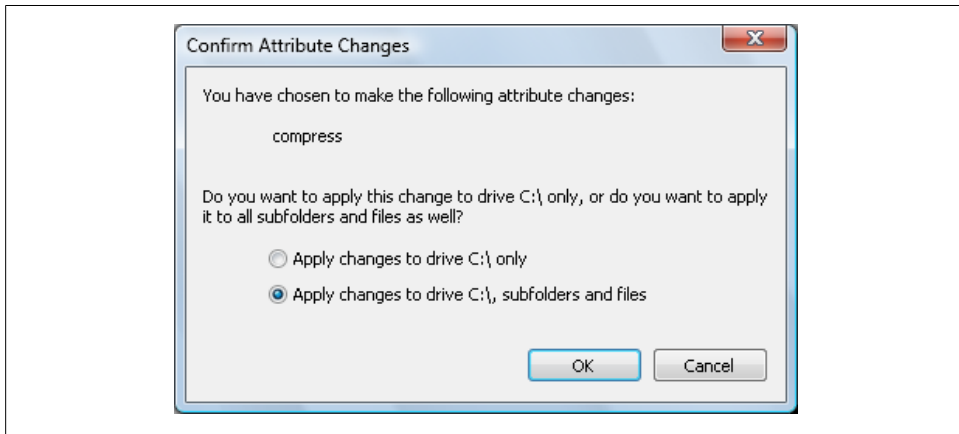 Confirm Attribute Changes
You have chosen to make the following attribute changes:
compress
Do you want to apply this change to drive C:\ only, or do you want to apply
it to all subfolders and files as well?
Apply changes to drive C:\ only
Apply changes to drive C:\, subfolders and files
OK
Cancel